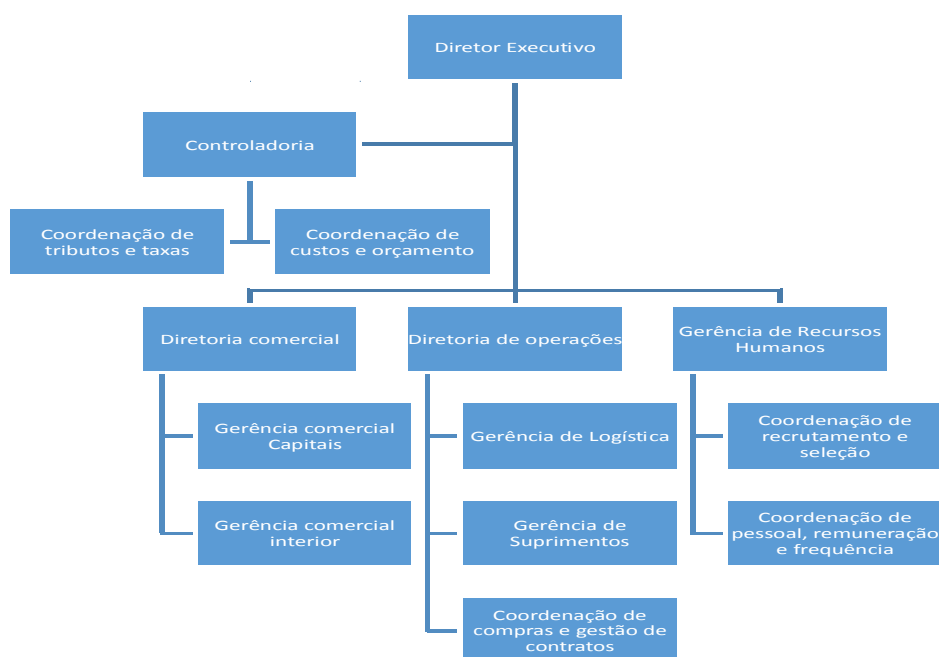 Diretor Executivo
Controladoria
Coordenação de
tributos e taxas
Coordenação de
custos e orçamento
Diretoria comercial
Diretoria de operações
Gerência de Recursos
Humanos
Gerência comercial
Capitais
Gerência de Logística
Coordenação de
recrutamento e
seleção
Gerência comercial
interior
Gerência de
Suprimentos
Coordenação de
pessoal, remuneração
e frequência
Coordenação de
compras e gestão de
contratos